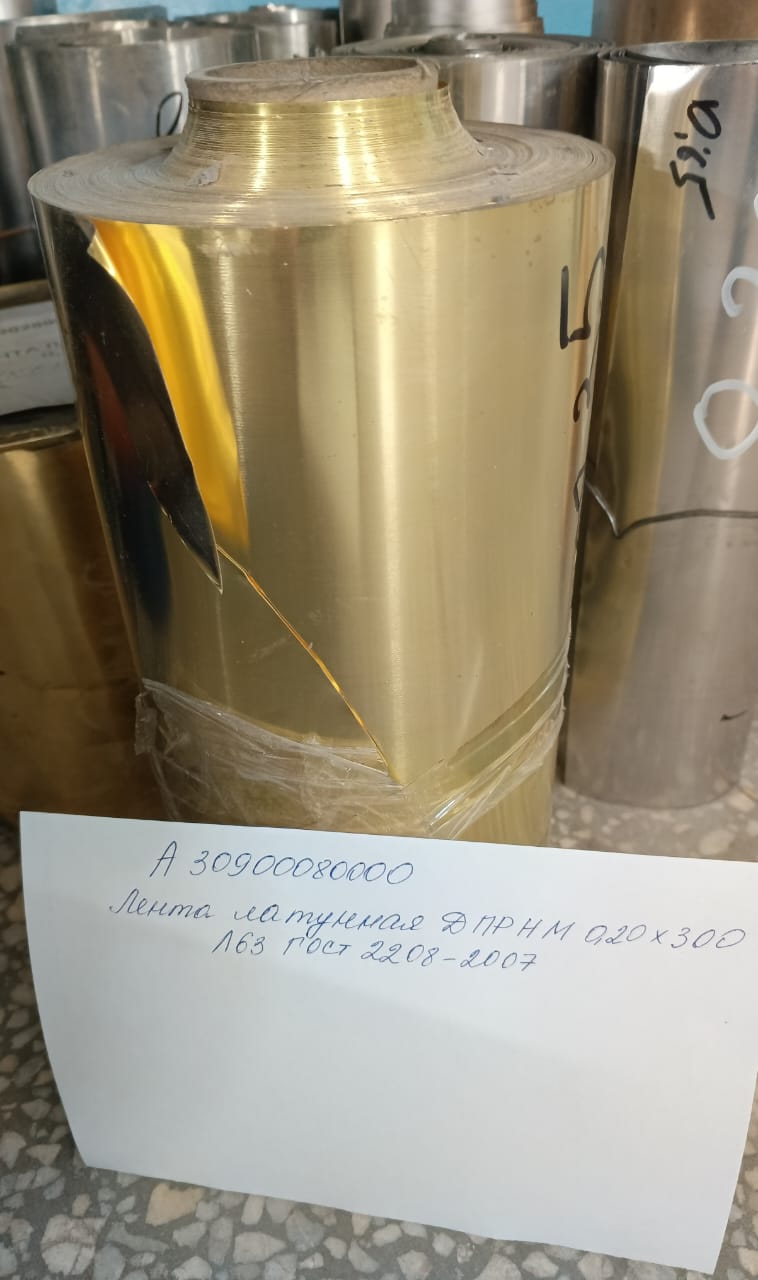 А 30900080000
Лента латунная ДПРНМ 0,20х300
Л63 ГОСТ 2208-2007